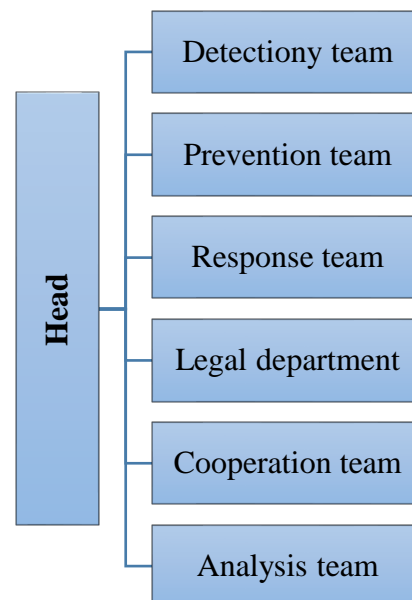 Head
Detectiony team
Prevention team
Response team
Legal department
Cooperation team
Analysis team